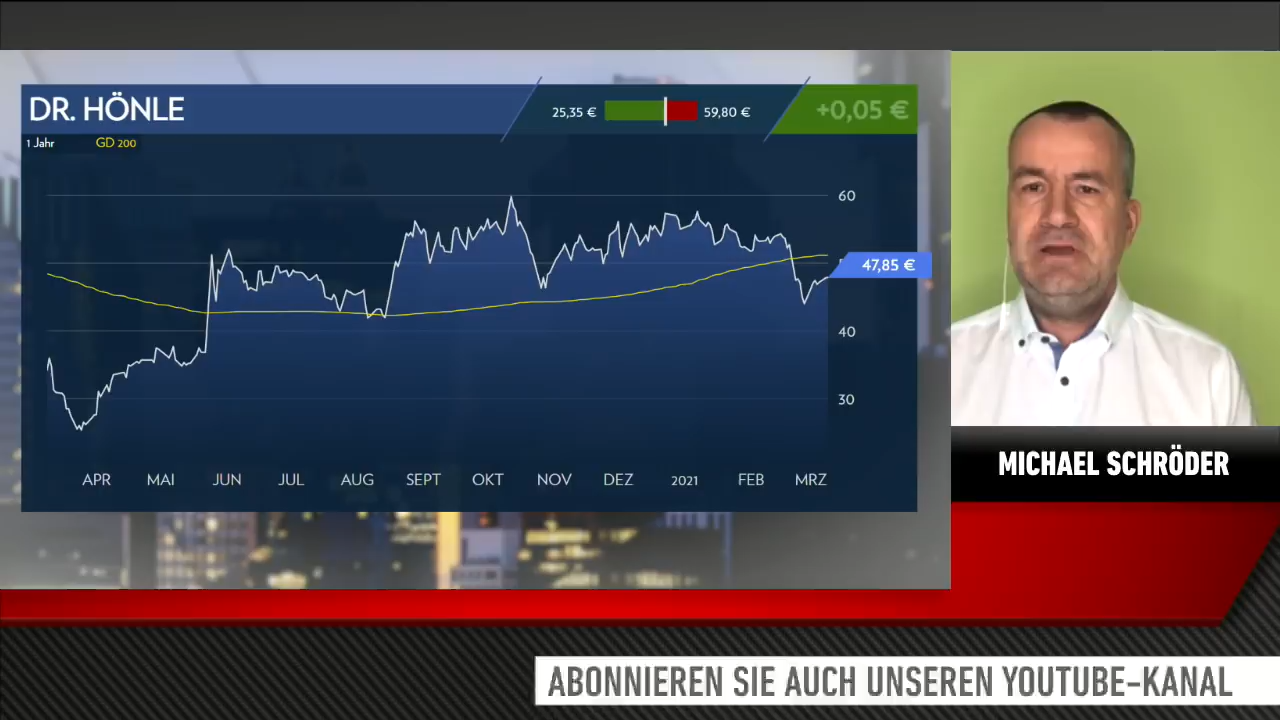 DR. HÖNLE
25,35 €
59,80 €
+0,05 €
1 Jahr
GD 200
60
47,85 €
40
30
APR MAI JUN JUL AUG SEPT OKT NOV DEZ 2021 FEB MRZ
MICHAEL SCHRÖDER
ABONNIEREN SIE AUCH UNSEREN YOUTUBE-KANAL